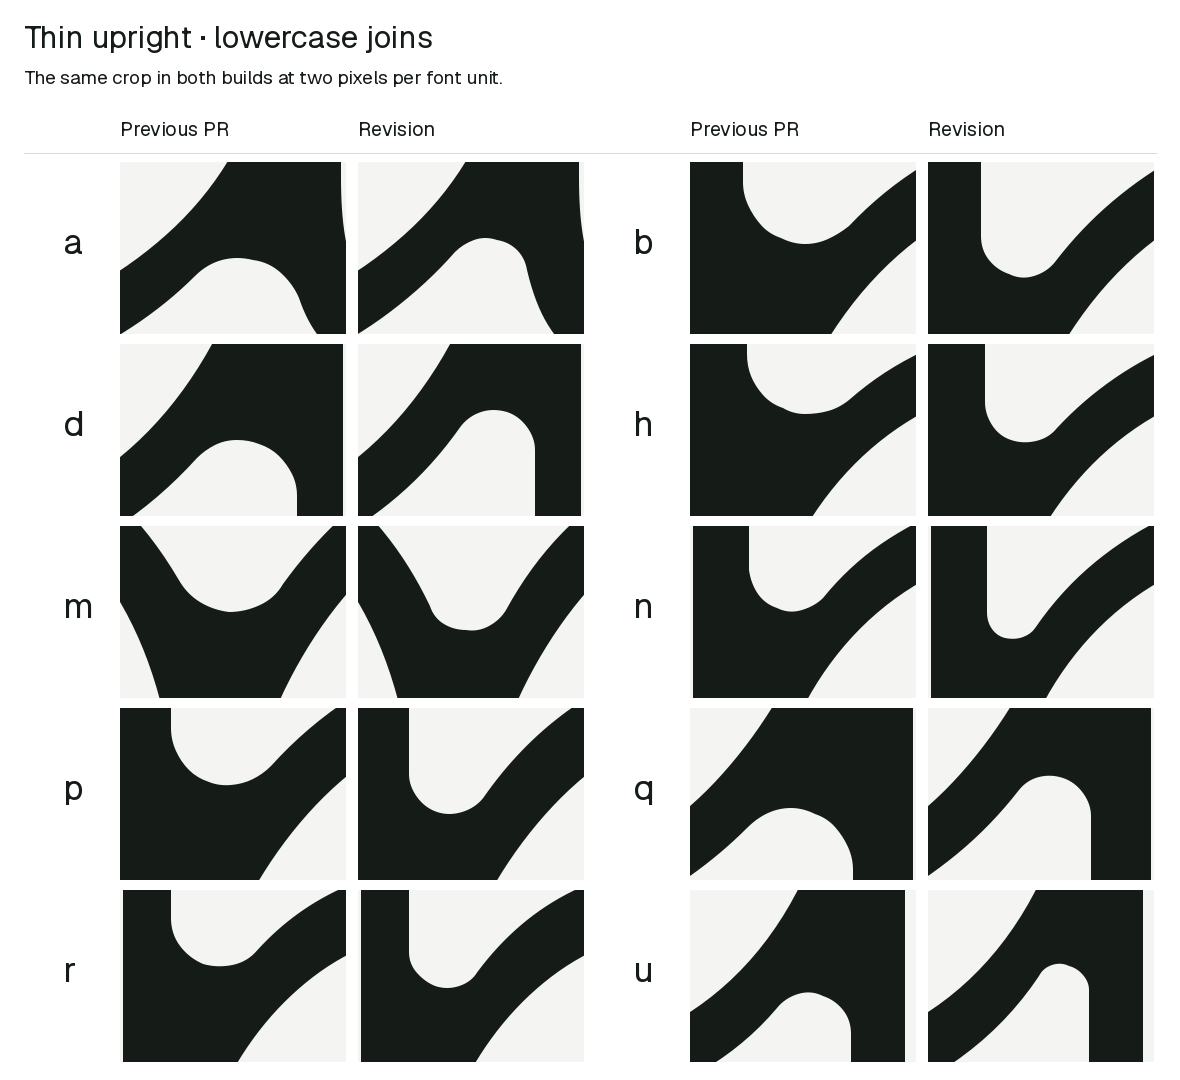 Thin upright · lowercase joins
The same crop in both builds at two pixels per font unit.
Previous PR Revision Previous PR Revision
a b
d h
m n
p q
r u